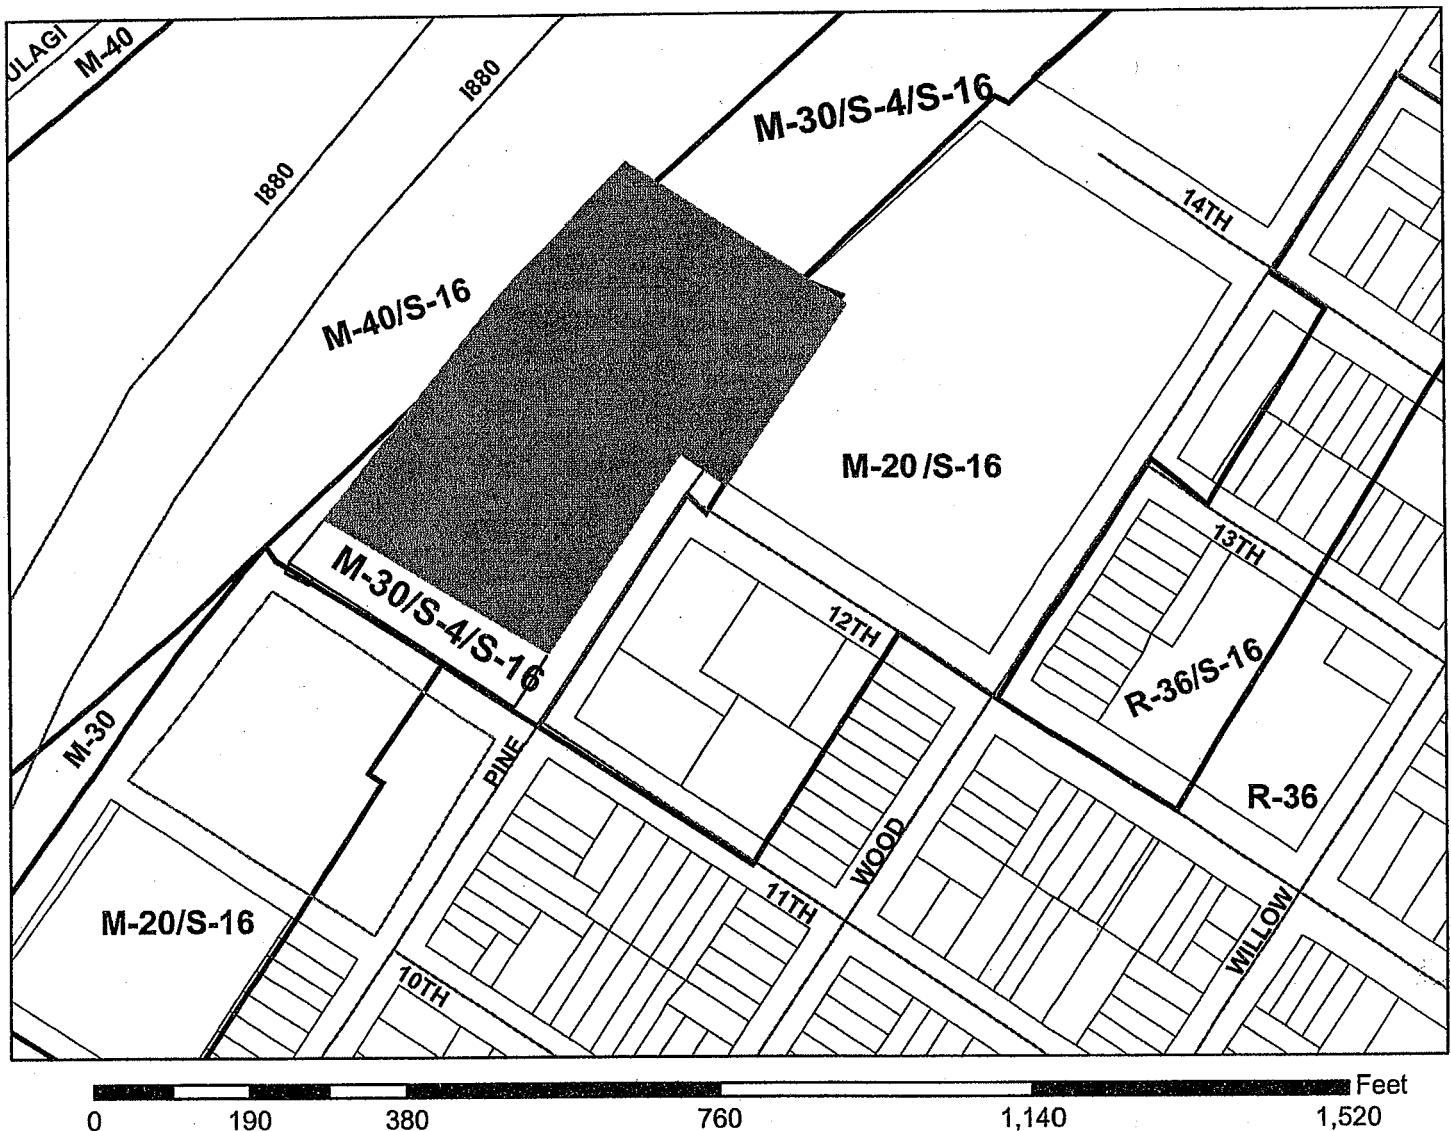 ULAGI
M-40
I880
I880
M-30/S-4/S-16
14TH
M-40/S-16
M-20/S-16
13TH
M-30/S-4/S-16
12TH
R-36/S-16
M-30
PINE
R-36
WOOD
11TH
M-20/S-16
WILLOW
10TH
Feet
0 190 380 760 1,140 1,520